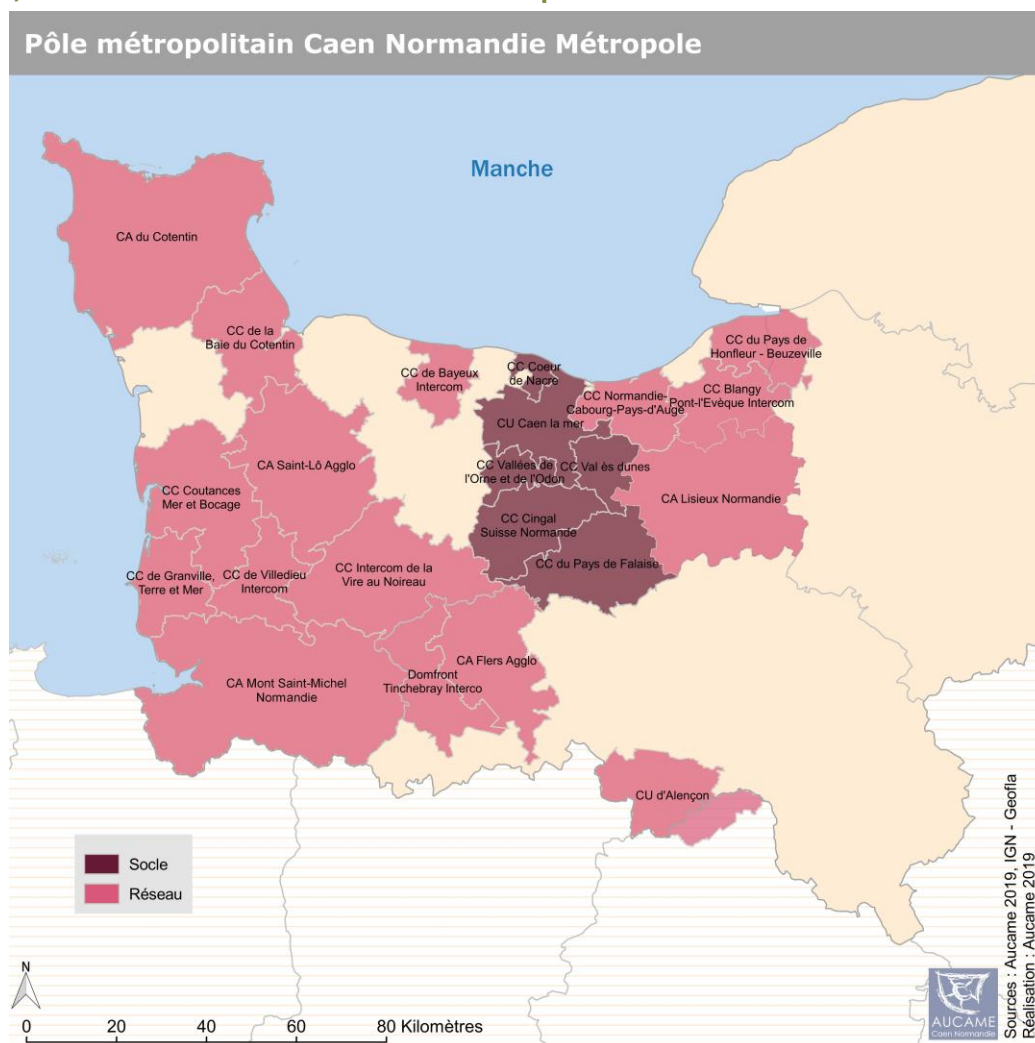 Pôle métropolitain Caen Normandie Métropole
Manche
CA du Cotentin
CC de la
Baie du Cotentin
CC de Bayeux
Intercom
CC Coeur
de Nacre
CC du Pays de
Honfleur - Beuzeville
CC Normandie-
Cabourg-Pays-d'Auge
CC Blangy
Pont-l'Evèque Intercom
CU Caen la mer
CA Saint-Lô Agglo
CC Vallées de
l'Orne et de l'Odon
CC Val ès dunes
CC Coutances
Mer et Bocage
CA Lisieux Normandie
CC Cingal
Suisse Normande
CC de Granville,
Terre et Mer
CC de Villedieu
Intercom
CC Intercom de la
Vire au Noireau
CC du Pays de Falaise
CA Mont Saint-Michel
Normandie
Domfront
Tinchebray Interco
CA Flers Agglo
CU d'Alençon
Socle
Réseau
N
0 20 40 60 80 Kilomètres
AUCAME
Caen Normandie
Sources : Aucame 2019, IGN - Geofla
Réalisation : Aucame 2019